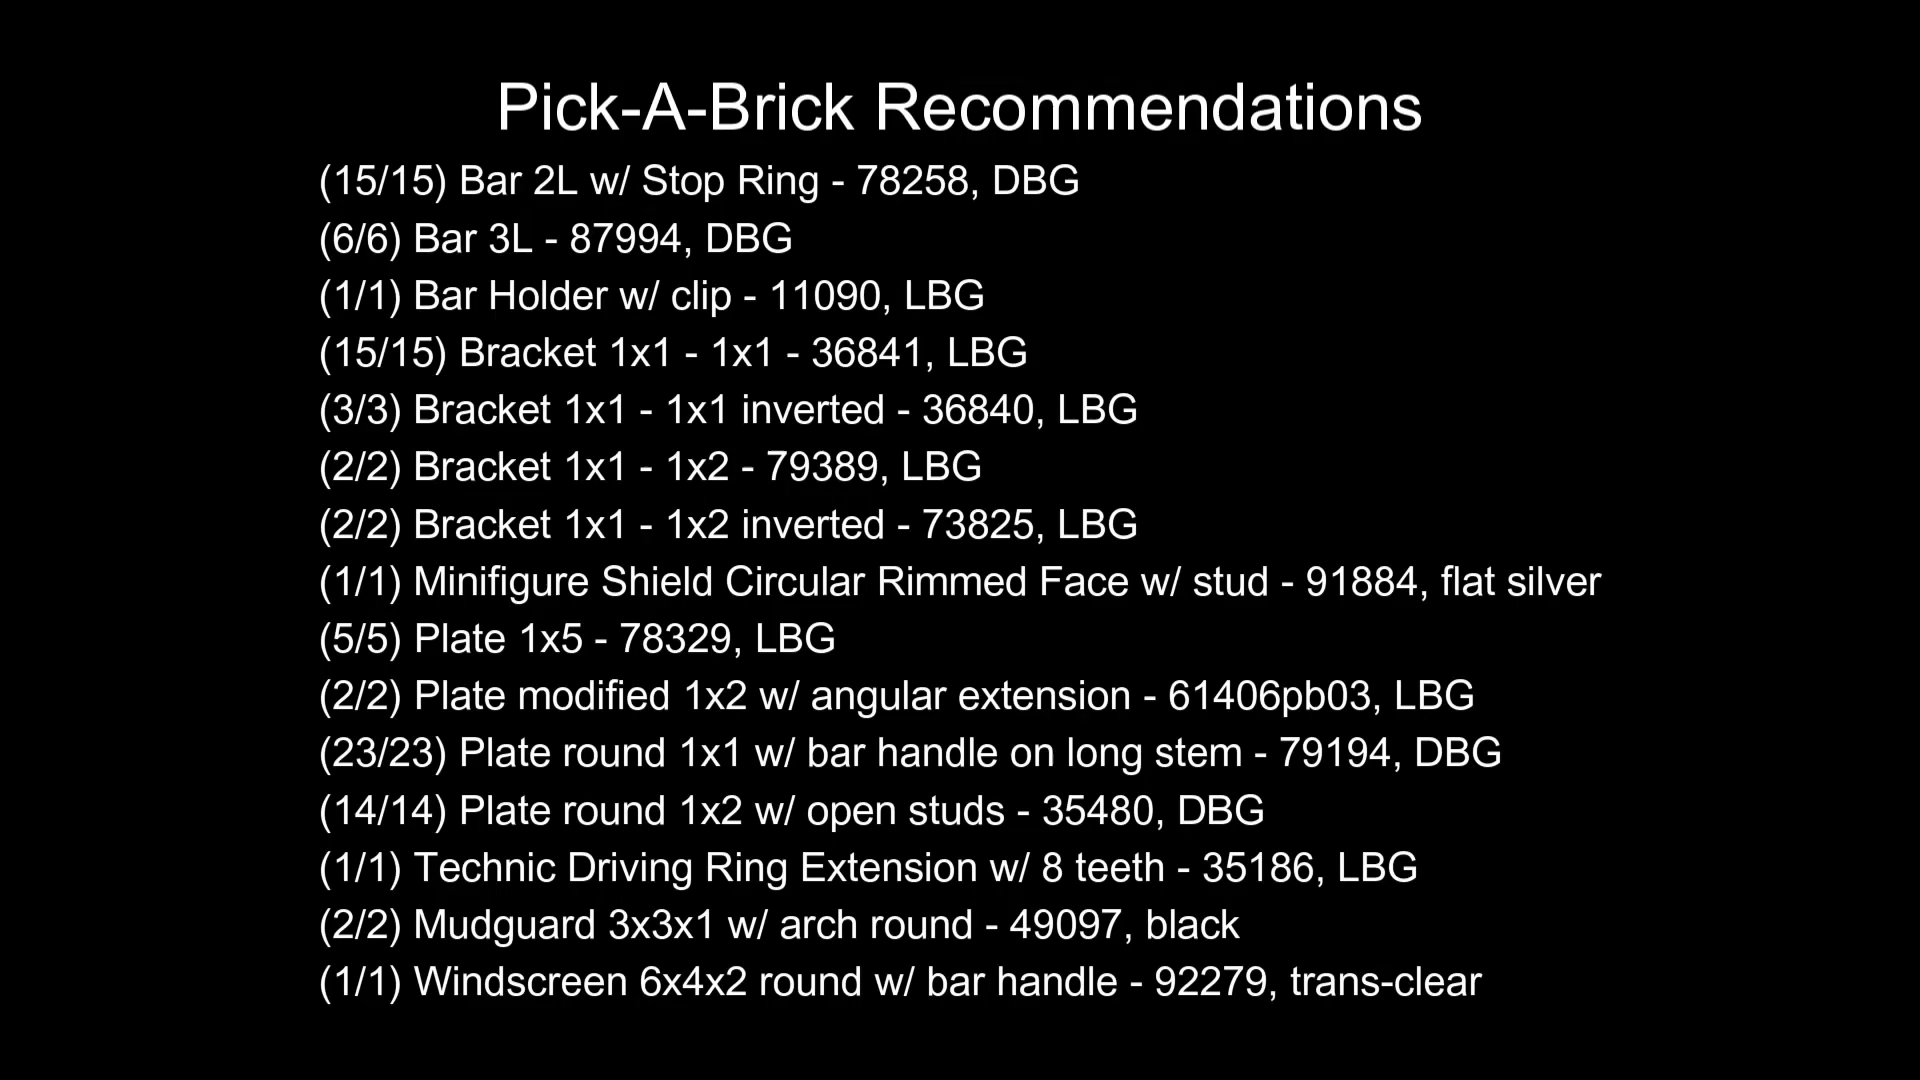 Pick-A-Brick Recommendations
(15/15) Bar 2L w/ Stop Ring - 78258, DBG
(6/6) Bar 3L - 87994, DBG
(1/1) Bar Holder w/ clip - 11090, LBG
(15/15) Bracket 1x1 - 1x1 - 36841, LBG
(3/3) Bracket 1x1 - 1x1 inverted - 36840, LBG
(2/2) Bracket 1x1 - 1x2 - 79389, LBG
(2/2) Bracket 1x1 - 1x2 inverted - 73825, LBG
(1/1) Minifigure Shield Circular Rimmed Face w/ stud - 91884, flat silver
(5/5) Plate 1x5 - 78329, LBG
(2/2) Plate modified 1x2 w/ angular extension - 61406pb03, LBG
(23/23) Plate round 1x1 w/ bar handle on long stem - 79194, DBG
(14/14) Plate round 1x2 w/ open studs - 35480, DBG
(1/1) Technic Driving Ring Extension w/ 8 teeth - 35186, LBG
(2/2) Mudguard 3x3x1 w/ arch round - 49097, black
(1/1) Windscreen 6x4x2 round w/ bar handle - 92279, trans-clear